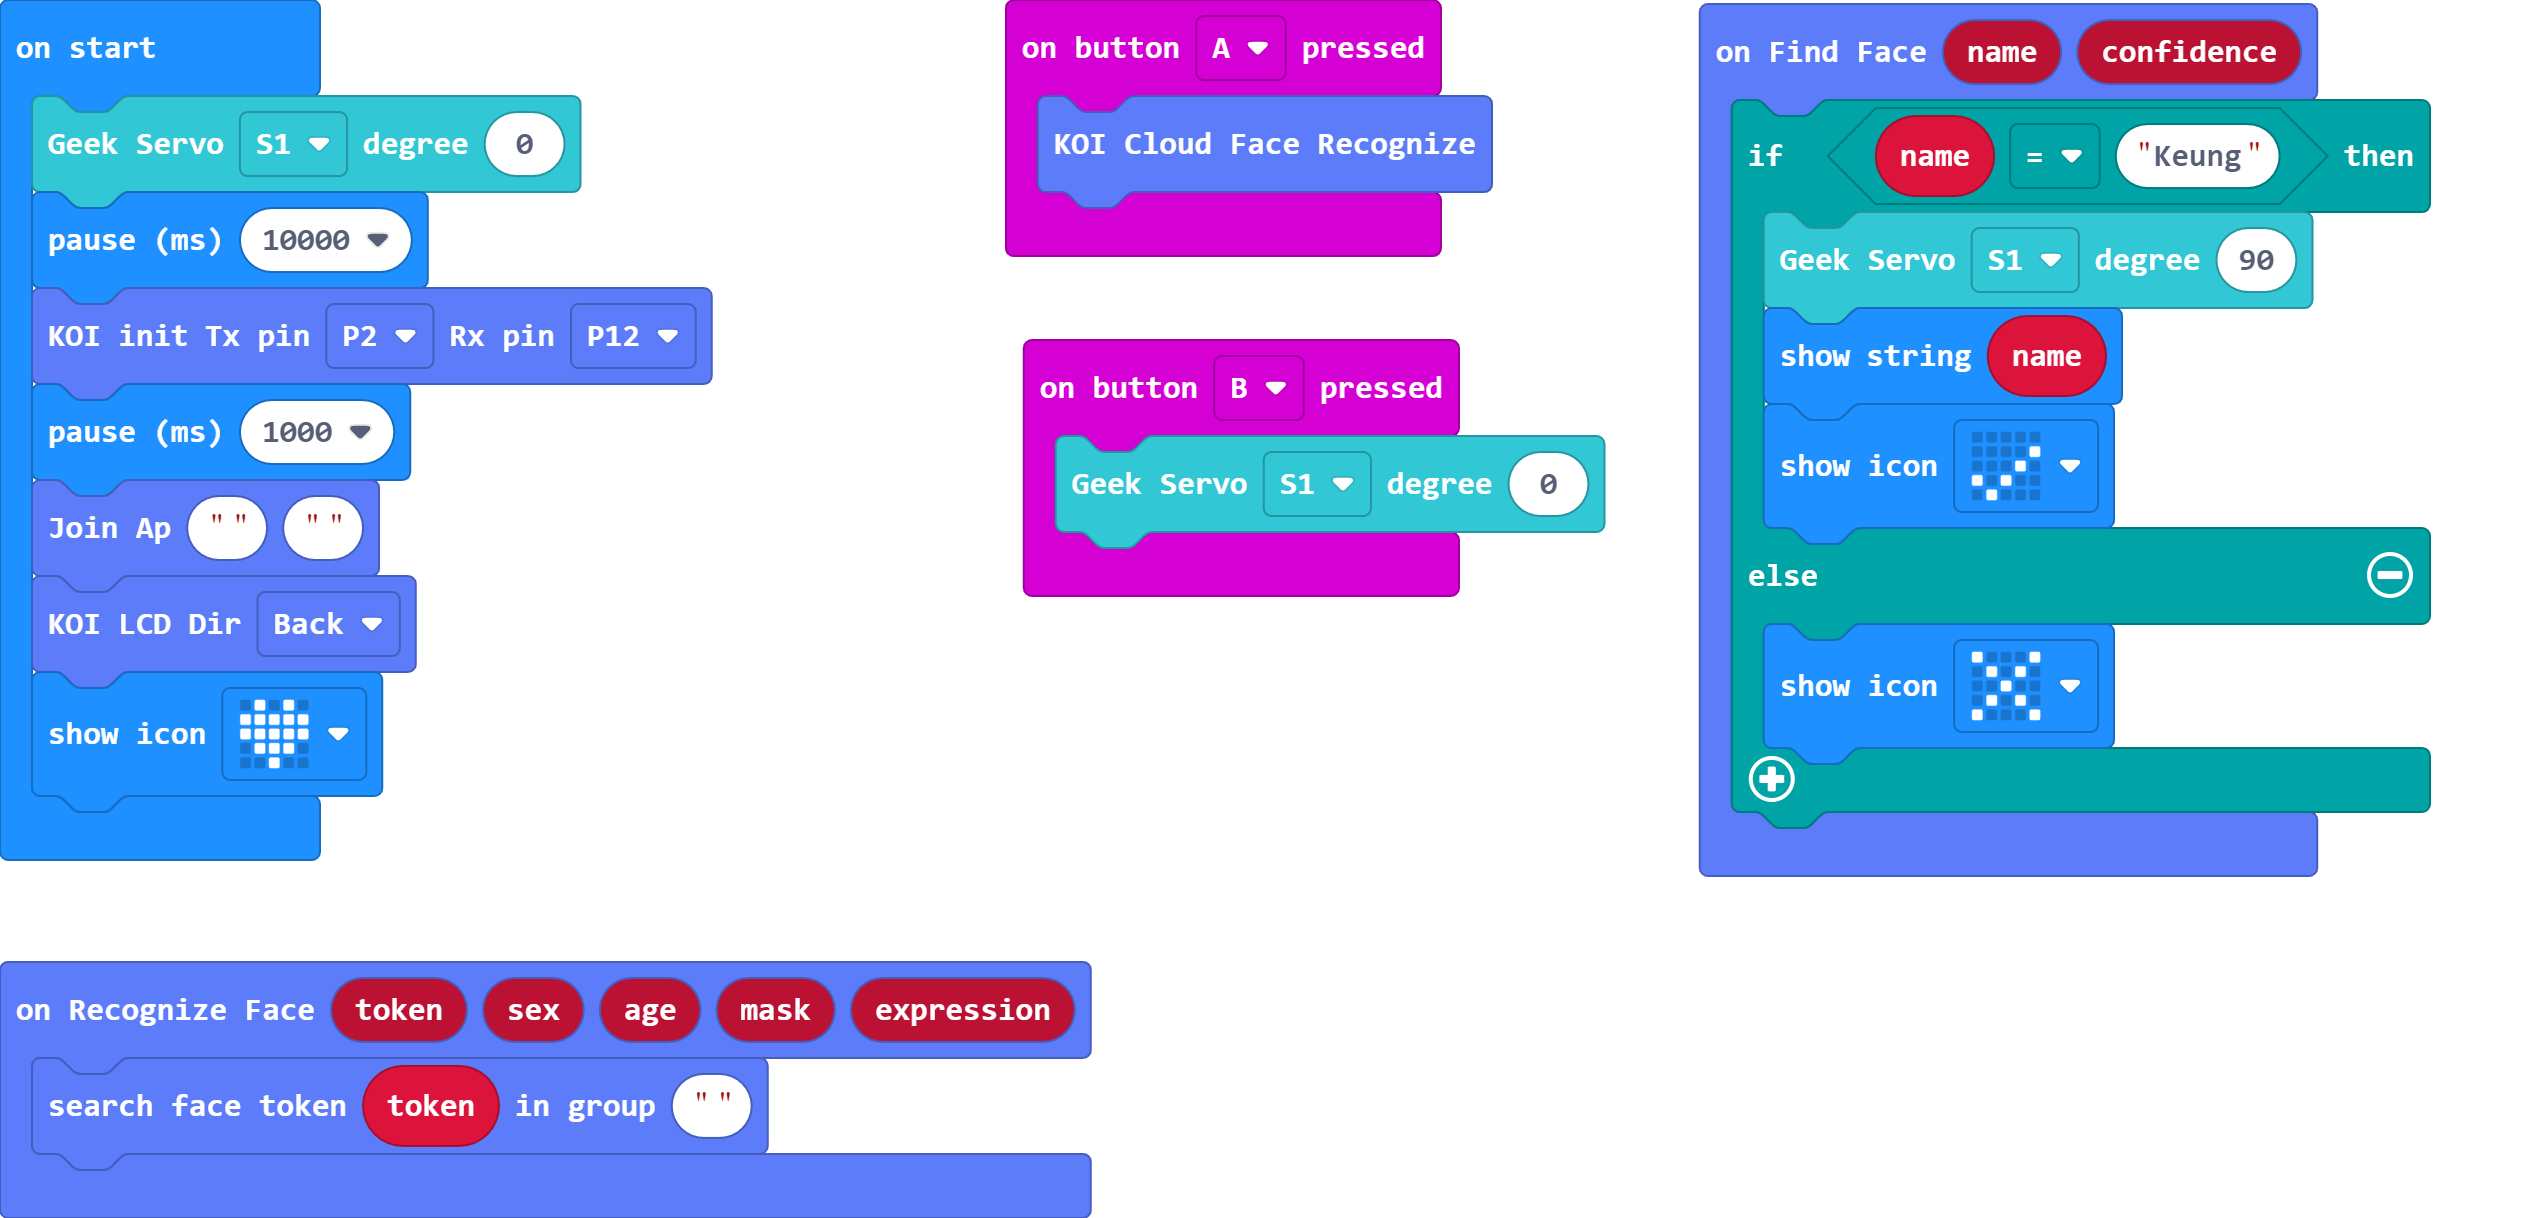 on start
Geek Servo S1 degree 0
pause (ms) 10000
KOI init Tx pin P2 Rx pin P12
pause (ms) 1000
Join Ap " " " "
KOI LCD Dir Back
show icon
on button A pressed
KOI Cloud Face Recognize
on button B pressed
Geek Servo S1 degree 0
on Find Face name confidence
if name = "Keung" then
Geek Servo S1 degree 90
show string name
show icon
else
show icon
on Recognize Face token sex age mask expression
search face token token in group " "